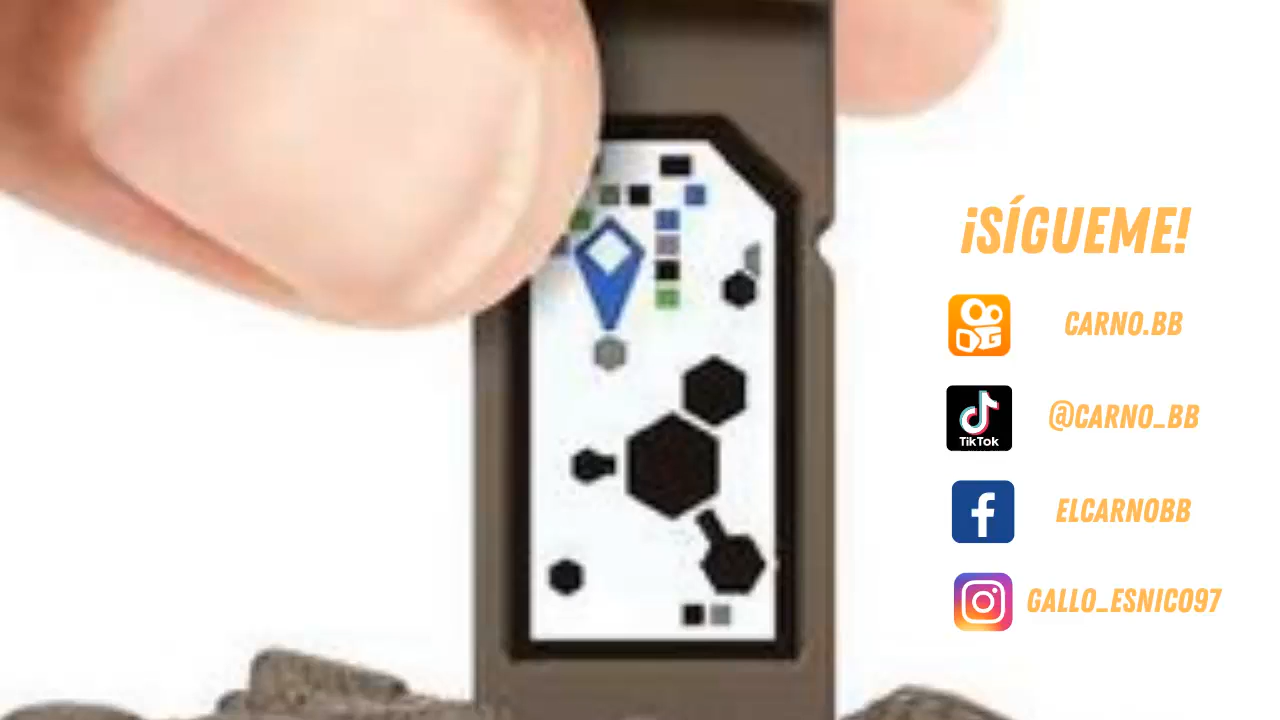 ¡SÍGUEME!
CARNO.BB
@CARNO_BB
TikTok
ELCARNOBB
GALLO_ESNICO97